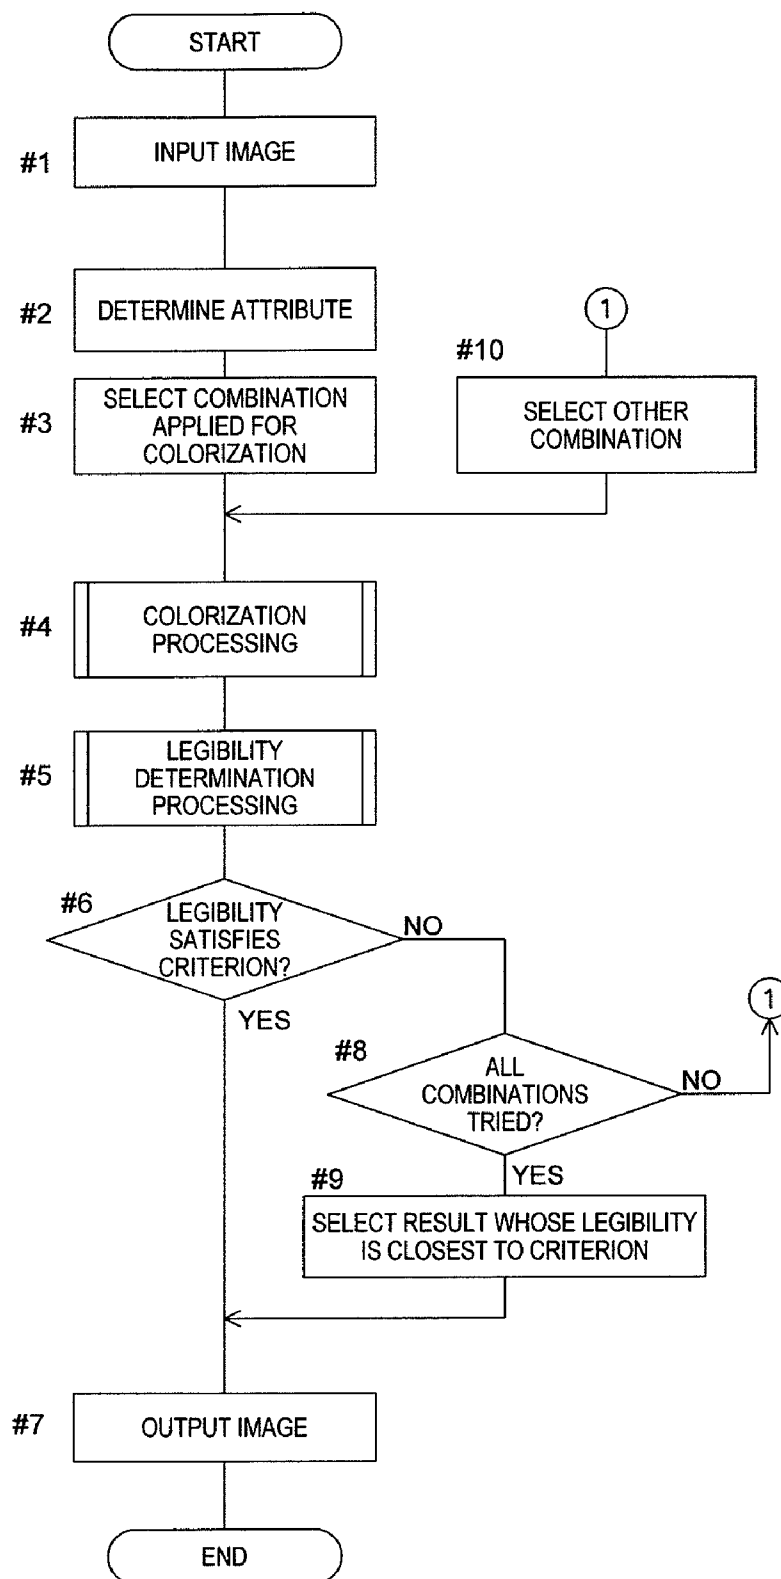 START
#1
INPUT IMAGE
#2
DETERMINE ATTRIBUTE
1
#10
#3
SELECT COMBINATION
APPLIED FOR
COLORIZATION
SELECT OTHER
COMBINATION
#4
COLORIZATION
PROCESSING
#5
LEGIBILITY
DETERMINATION
PROCESSING
#6
LEGIBILITY
SATISFIES
CRITERION?
NO
YES
1
#8
ALL
COMBINATIONS
TRIED?
NO
YES
#9
SELECT RESULT WHOSE LEGIBILITY
IS CLOSEST TO CRITERION
#7
OUTPUT IMAGE
END